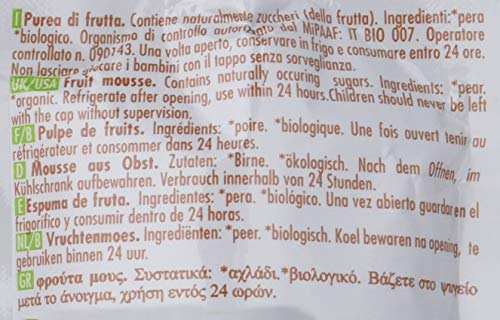 I Purea di frutta. Contiene naturalmente zuccheri (della frutta). Ingredienti: *pera
*biologico. Organismo di controllo autorizzato dal MiPAAF: IT BIO 007. Operatore
controllato n. 090143. Una volta aperto, conservare in frigo e consumare entro 24 ore.
Non lasciare giocare i bambini con il tappo senza sorveglianza.
UK/USA Fruit mousse. Contains naturally occuring sugars. Ingredients: *pear.
*organic. Refrigerate after opening, use within 24 hours.Children should never be left
with the cap without supervision.
F/B Pulpe de fruits. Ingrédients: *poire. *biologique. Une fois ouvert tenir au
réfrigérateur et consommer dans 24 heures.
D Mousse aus Obst. Zutaten: *Birne. *ökologisch. Nach dem Öffnen, im
Kühlschrank aufbewahren. Verbrauch innerhalb von 24 Stunden.
E Espuma de fruta. Ingredientes: *pera. *biológico. Una vez abierto guardar en el
frigorífico y consumir dentro de 24 horas.
NL/B Vruchtenmoes. Ingrediënten: *peer. *biologisch. Koel bewaren na opening, te
gebruiken binnen 24 uur.
GR φρούτα μους. Συστατικά: *αχλάδι. *βιολογικό. Βάζετε στο ψυγείο
μετά το άνοιγμα, χρήση εντός 24 ωρών.